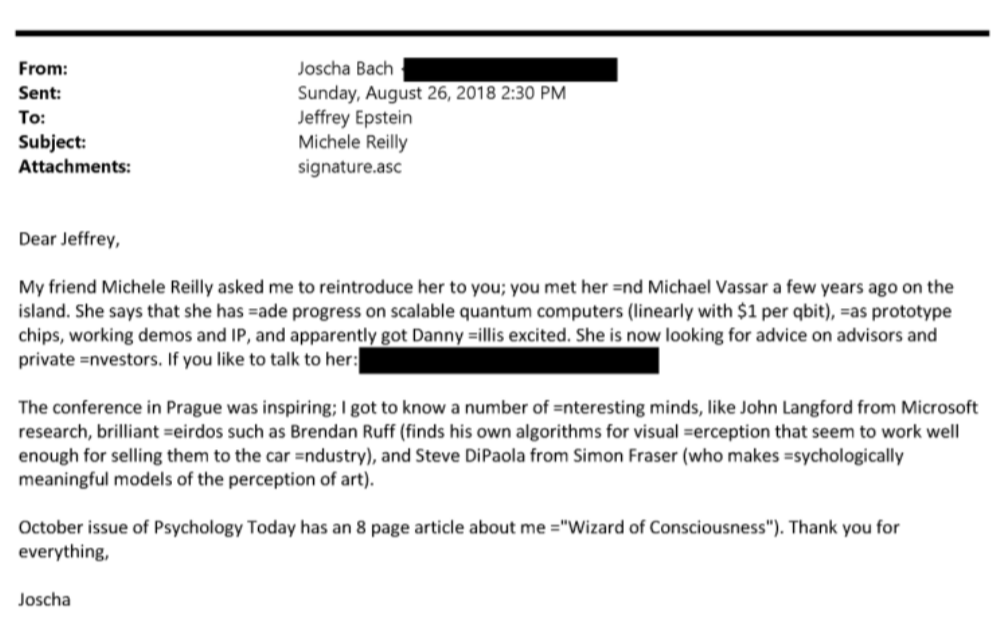 From: Joscha Bach
Sent: Sunday, August 26, 2018 2:30 PM
To: Jeffrey Epstein
Subject: Michele Reilly
Attachments: signature.asc
Dear Jeffrey,
My friend Michele Reilly asked me to reintroduce her to you; you met her =nd Michael Vassar a few years ago on the
island. She says that she has =ade progress on scalable quantum computers (linearly with $1 per qbit), =as prototype
chips, working demos and IP, and apparently got Danny =illis excited. She is now looking for advice on advisors and
private =nvestors. If you like to talk to her:
The conference in Prague was inspiring; I got to know a number of =nteresting minds, like John Langford from Microsoft
research, brilliant =eirdos such as Brendan Ruff (finds his own algorithms for visual =erception that seem to work well
enough for selling them to the car =ndustry), and Steve DiPaola from Simon Fraser (who makes =sychologically
meaningful models of the perception of art).
October issue of Psychology Today has an 8 page article about me ="Wizard of Consciousness"). Thank you for
everything,
Joscha